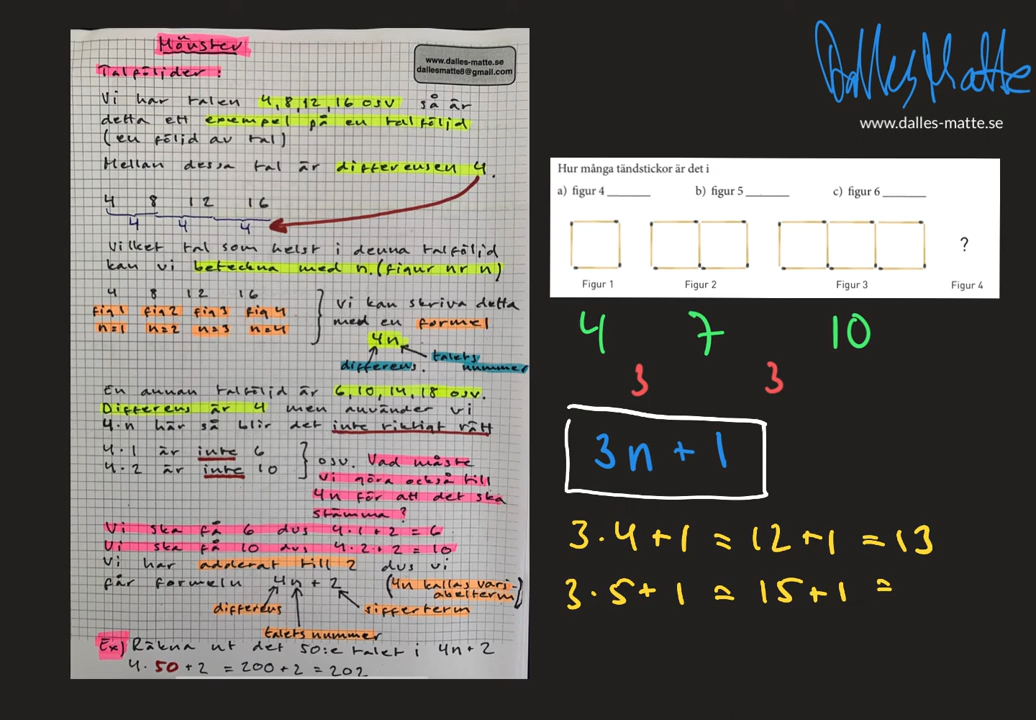 Mönster
www.dalles-matte.se
dallesmatte8@gmail.com
Talföljder:
Vi har talen 4,8,12,16 osv så är
detta ett exempel på en talföljd
(en följd av tal)
Mellan dessa tal är differensen 4.
4 8 12 16
4 4 4
Vilket tal som helst i denna talföljd
kan vi beteckna med n. (figur nr n)
4 8 12 16
fig 1 fig 2 fig 3 fig 4
n=1 n=2 n=3 n=4
Vi kan skriva detta
med en formel
4n
differens. talets
nummer
En annan talföljd är 6,10,14,18 osv.
Differens är 4 men använder vi
4·n här så blir det inte riktigt rätt
4·1 är inte 6
4·2 är inte 10
osv. Vad måste
vi göra också till
4n för att det ska
stämma?
Vi ska få 6 dvs 4·1+2=6
Vi ska få 10 dvs 4·2+2=10
Vi har adderat till 2 dvs vi
får formeln 4n+2 (4n kallas vari-
abelterm)
differens sifferterm
talets nummer
Ex) Räkna ut det 50:e talet i 4n+2
4·50+2 = 200+2 = 202
Dalles Matte
www.dalles-matte.se
Hur många tändstickor är det i
a) figur 4 ______ b) figur 5 ______ c) figur 6 ______
?
Figur 1 Figur 2 Figur 3 Figur 4
4 7 10
3 3
3n + 1
3·4+1 = 12+1 = 13
3·5+1 = 15+1 =